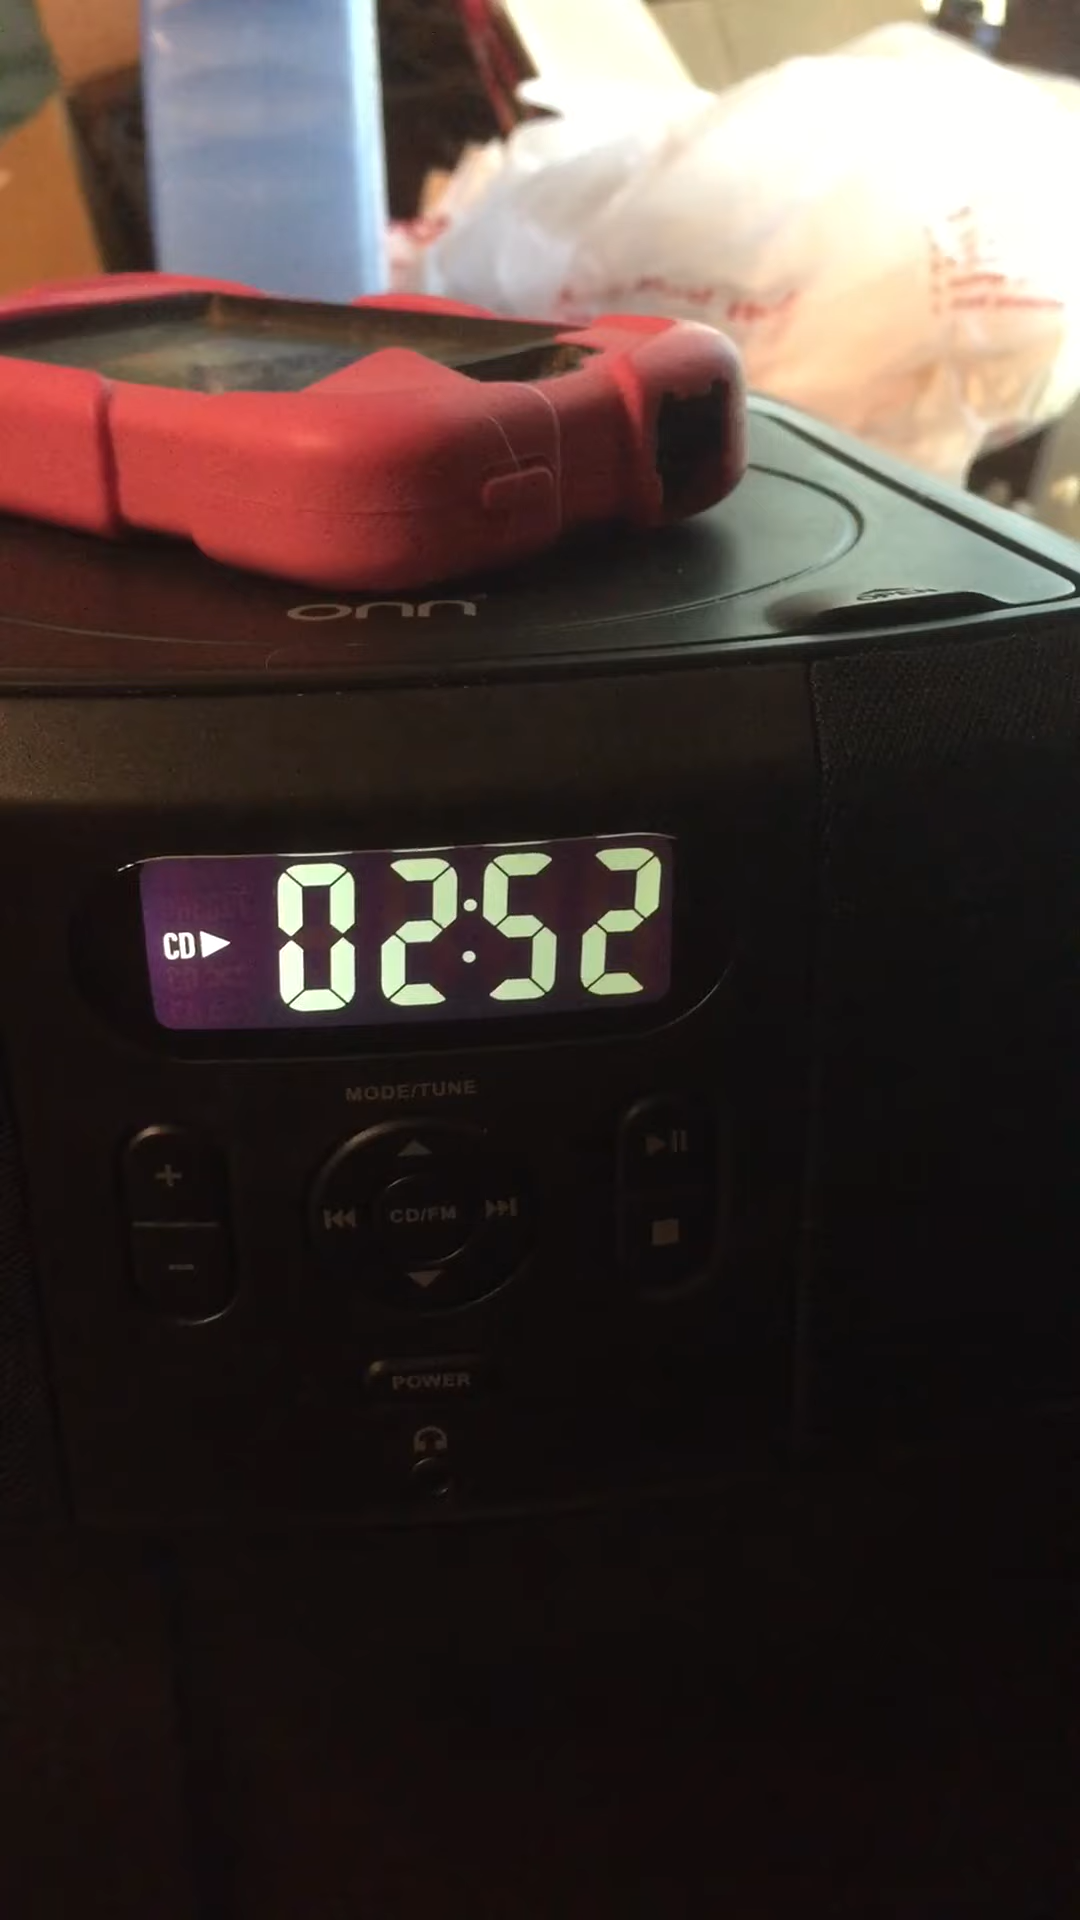 onn
OPEN
CD▶ 02:52
MODE/TUNE
+
CD/FM
−
POWER